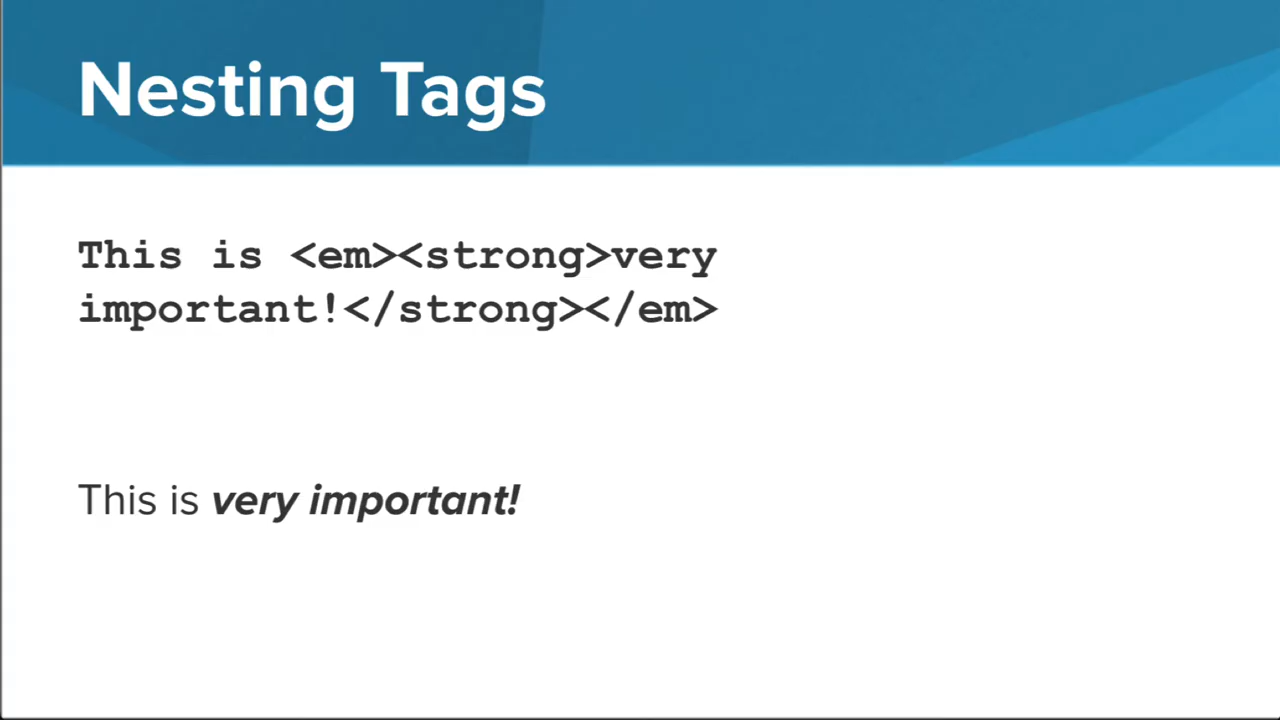 Nesting Tags
This is <em><strong>very
important!</strong></em>
This is very important!